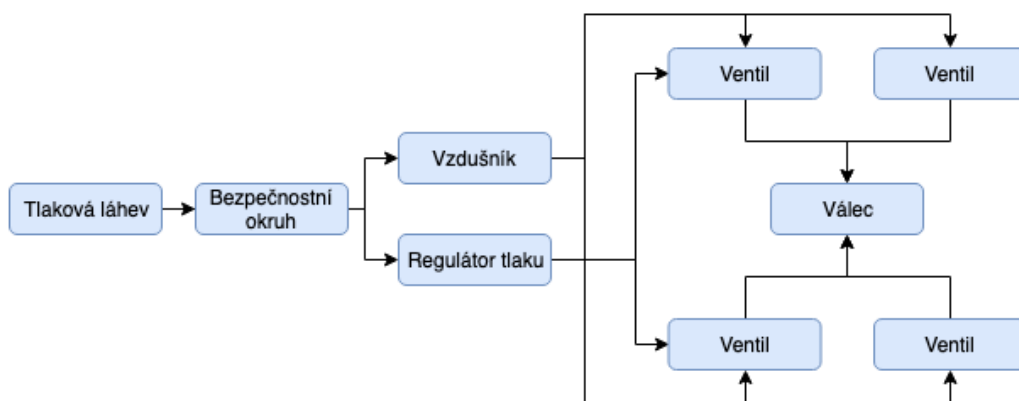 Ventil
Ventil
Vzdušník
Tlaková láhev
Bezpečnostní
okruh
Válec
Regulátor tlaku
Ventil
Ventil